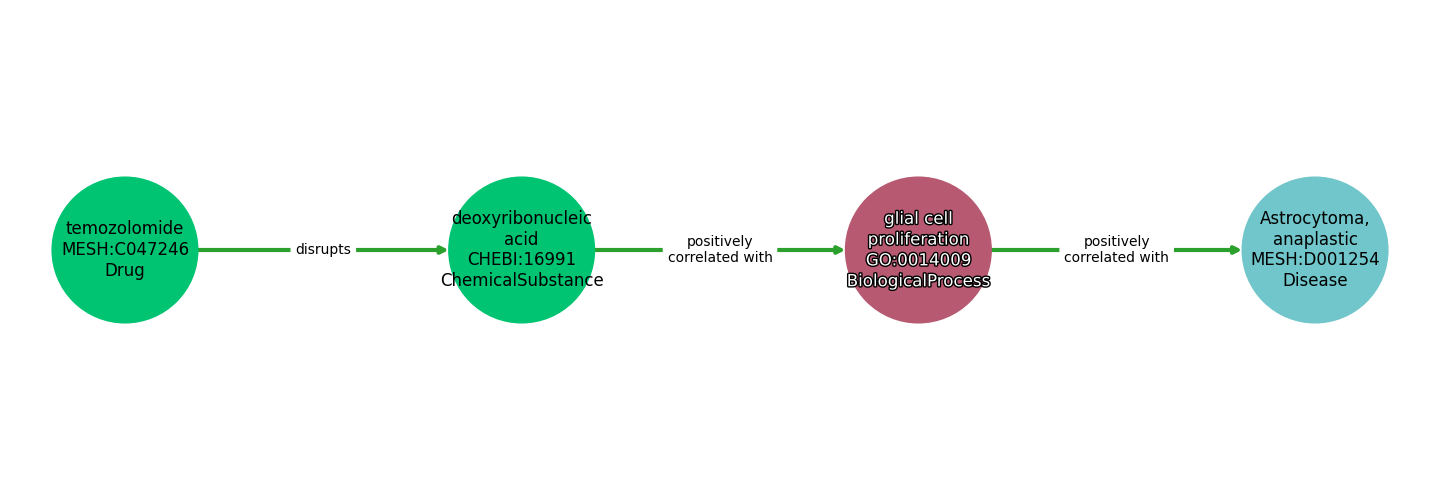 temozolomide
MESH:C047246
Drug
disrupts
deoxyribonucleic
acid
CHEBI:16991
ChemicalSubstance
positively
correlated with
glial cell
proliferation
GO:0014009
BiologicalProcess
positively
correlated with
Astrocytoma,
anaplastic
MESH:D001254
Disease